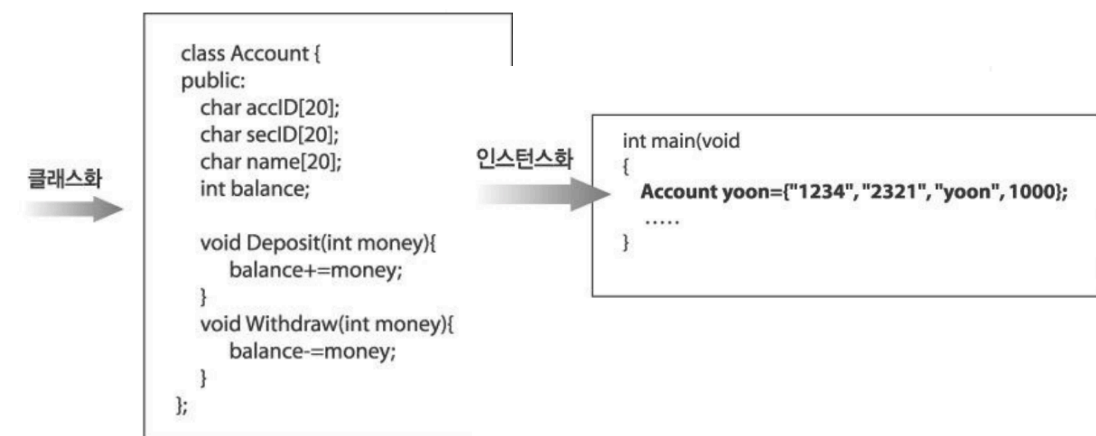 클래스화
class Account {
public:
char accID[20];
char secID[20];
char name[20];
int balance;
void Deposit(int money){
balance+=money;
}
void Withdraw(int money){
balance-=money;
}
};
인스턴스화
int main(void
{
Account yoon={"1234", "2321", "yoon", 1000};
.....
}